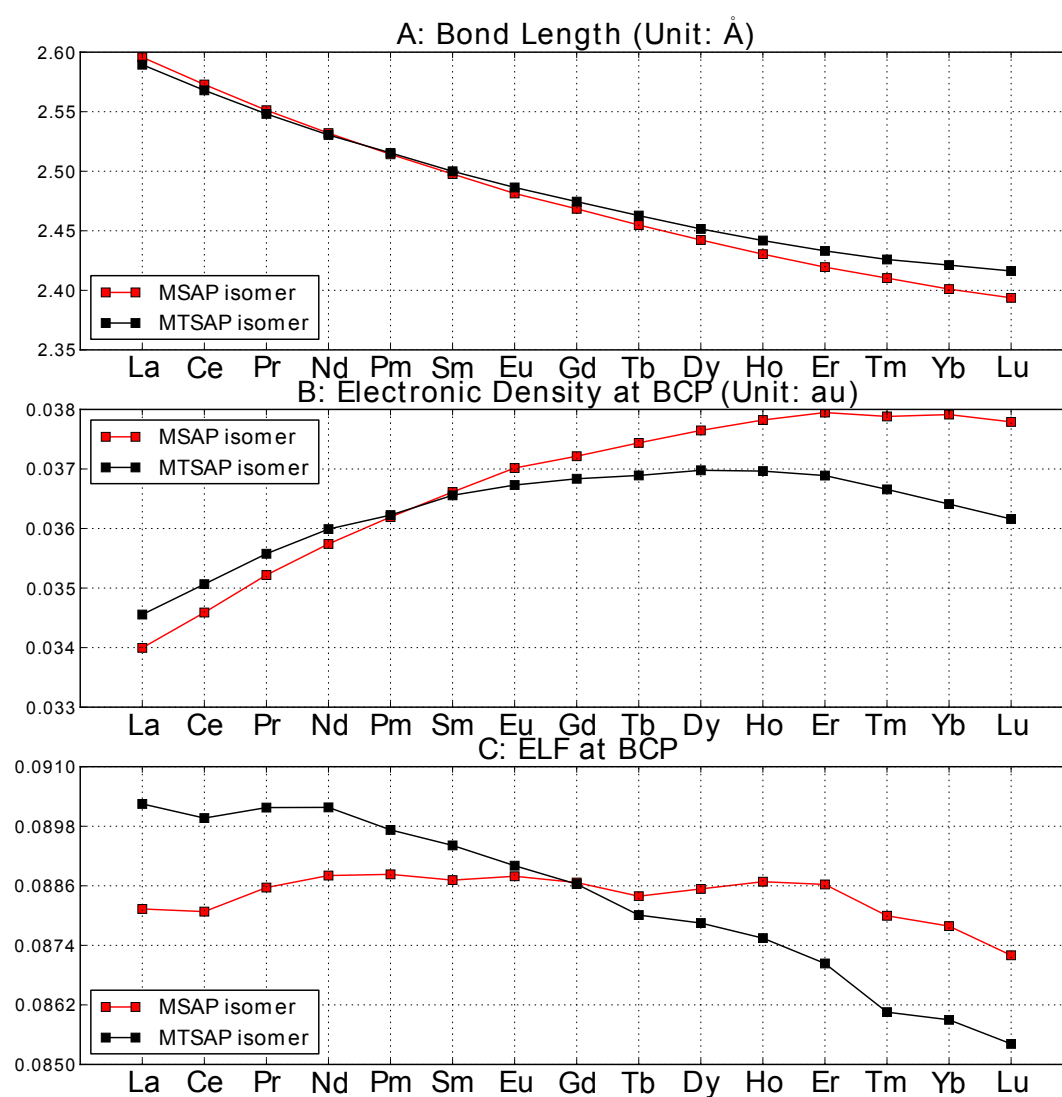 A: Bond Length (Unit: Å)
2.60
2.55
2.50
2.45
2.40
2.35
MSAP isomer
MTSAP isomer
La Ce Pr Nd Pm Sm Eu Gd Tb Dy Ho Er Tm Yb Lu
B: Electronic Density at BCP (Unit: au)
0.038
0.037
0.036
0.035
0.034
0.033
MSAP isomer
MTSAP isomer
La Ce Pr Nd Pm Sm Eu Gd Tb Dy Ho Er Tm Yb Lu
C: ELF at BCP
0.0910
0.0898
0.0886
0.0874
0.0862
0.0850
MSAP isomer
MTSAP isomer
La Ce Pr Nd Pm Sm Eu Gd Tb Dy Ho Er Tm Yb Lu